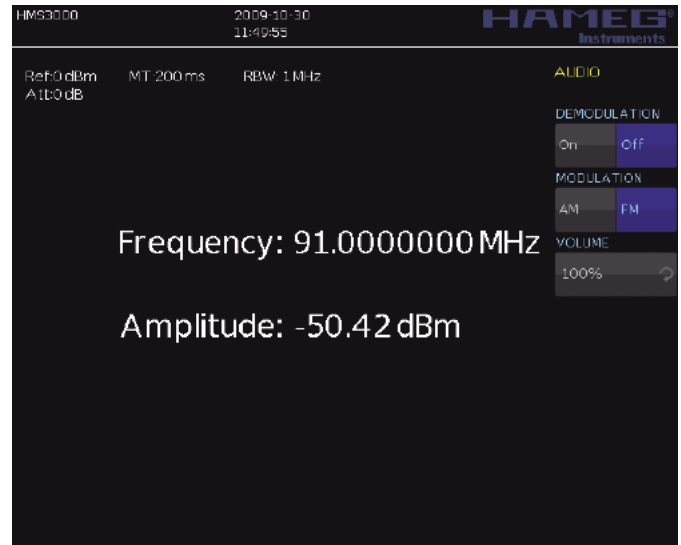 HMS3000
2009-10-30
11:49:55
HAMEG®
Instruments
Ref:0 dBm MT:200 ms RBW: 1 MHz
Att:0 dB
AUDIO
DEMODULATION
On Off
MODULATION
AM FM
VOLUME
100%
Frequency: 91.0000000 MHz
Amplitude: -50.42 dBm